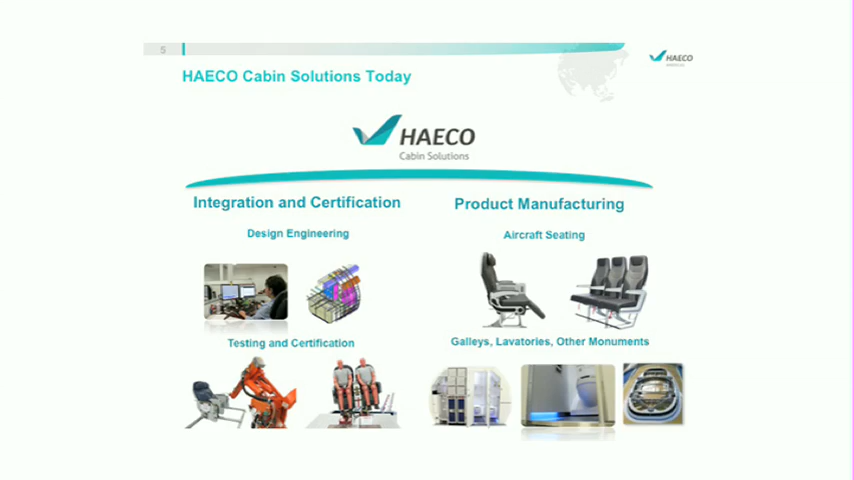 5
HAECO
HAECO Cabin Solutions Today
HAECO
Cabin Solutions
Integration and Certification
Product Manufacturing
Design Engineering
Aircraft Seating
Testing and Certification
Galleys, Lavatories, Other Monuments